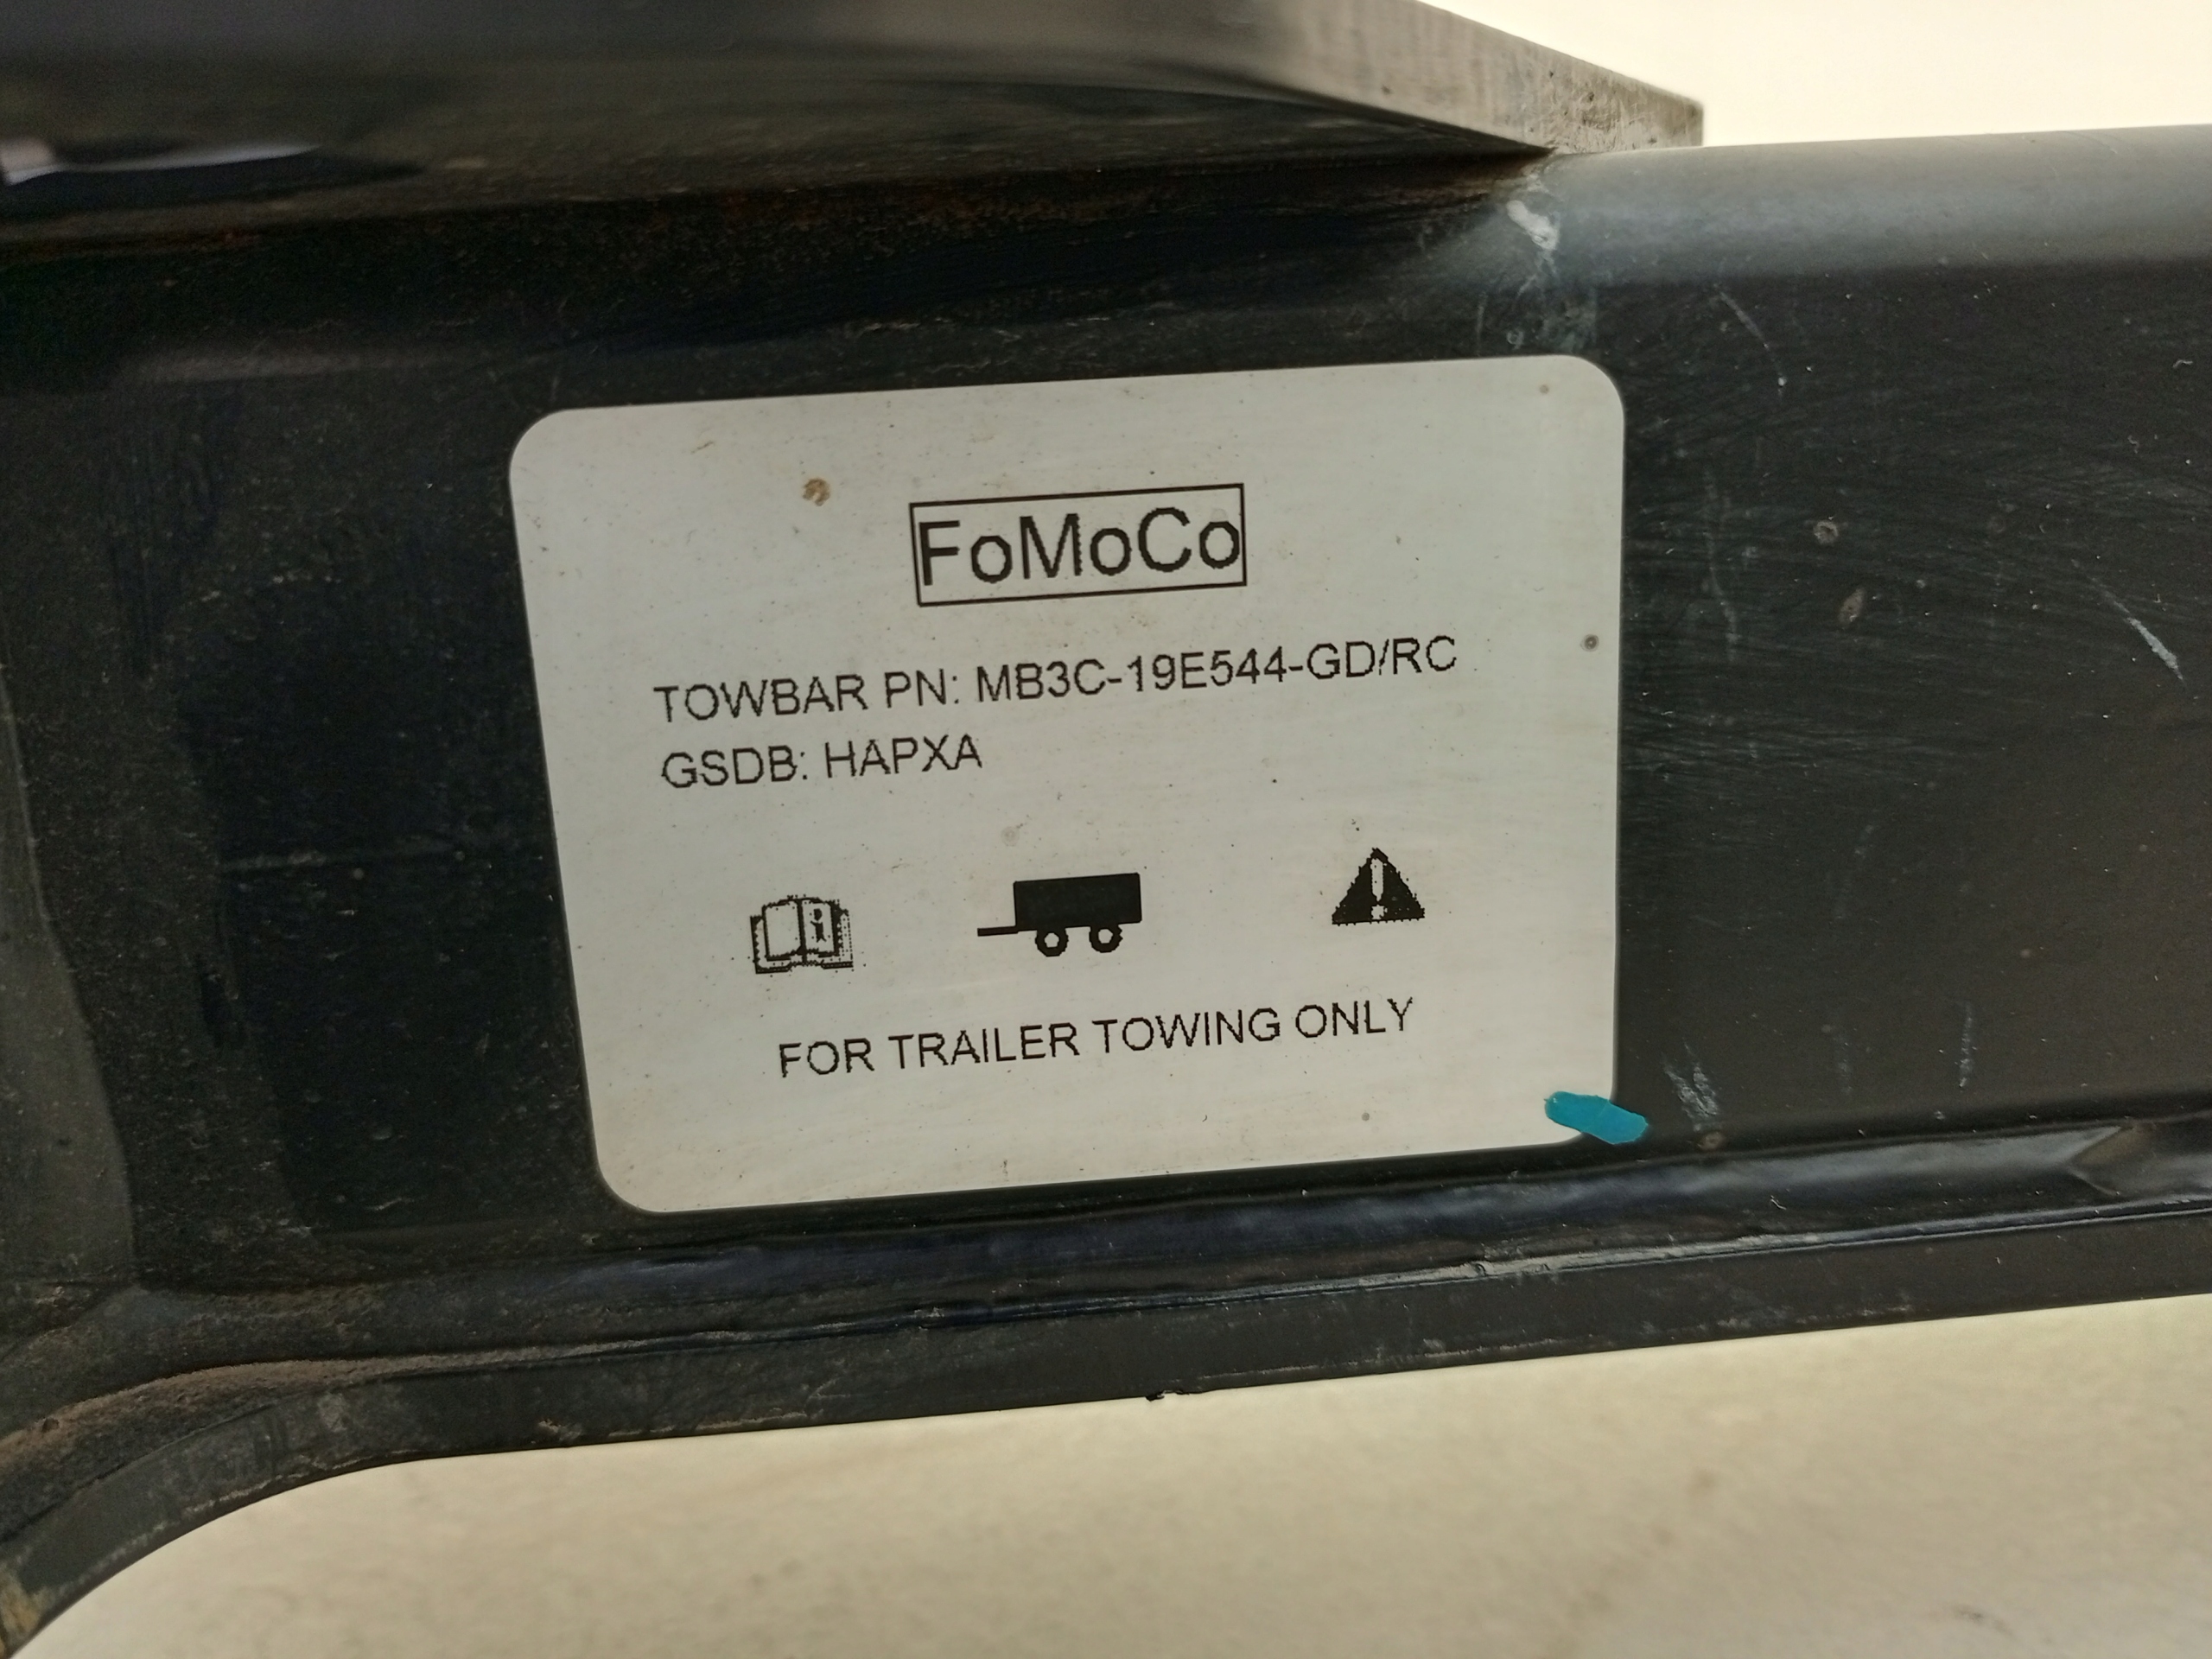 FoMoCo
TOWBAR PN: MB3C-19E544-GD/RC
GSDB: HAPXA
FOR TRAILER TOWING ONLY